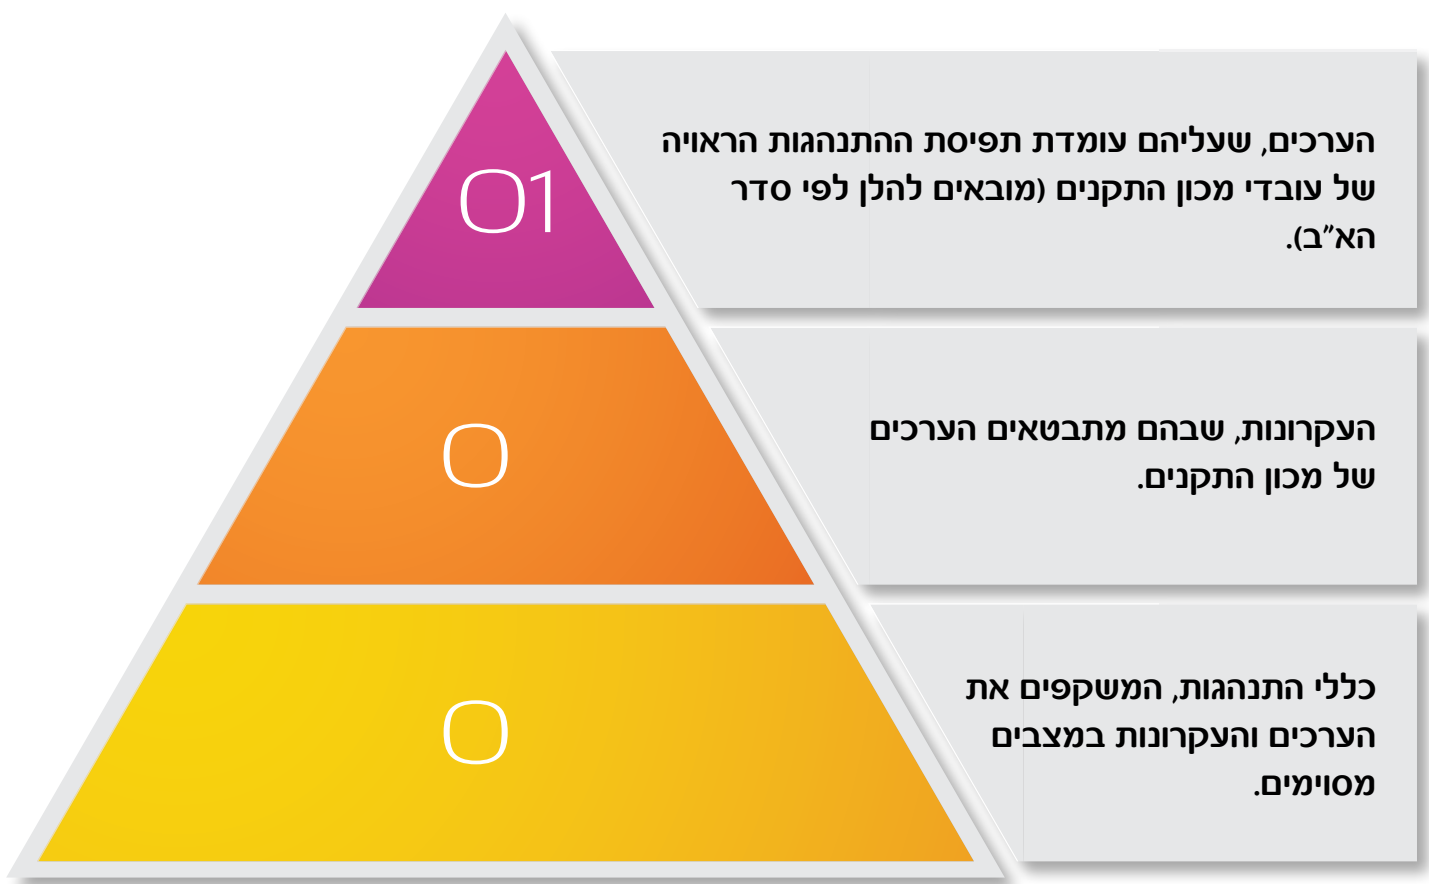 01
הערכים, שעליהם עומדת תפיסת ההתנהגות הראויה
של עובדי מכון התקנים (מובאים להלן לפי סדר
הא"ב).
0
העקרונות, שבהם מתבטאים הערכים
של מכון התקנים.
0
כללי התנהגות, המשקפים את
הערכים והעקרונות במצבים
מסוימים.